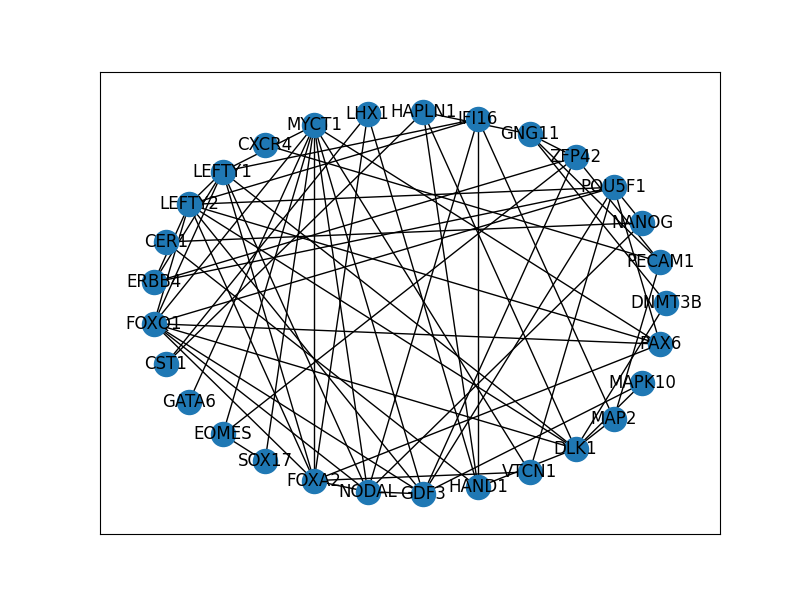 HAPLN1
LHX1
IFI16
MYCT1
GNG11
CXCR4
ZFP42
LEFTY1
POU5F1
LEFTY2
NANOG
CER1
PECAM1
ERBB4
DNMT3B
FOXO1
PAX6
CST1
MAPK10
GATA6
MAP2
EOMES
DLK1
SOX17
VTCN1
FOXA2
HAND1
NODAL
GDF3